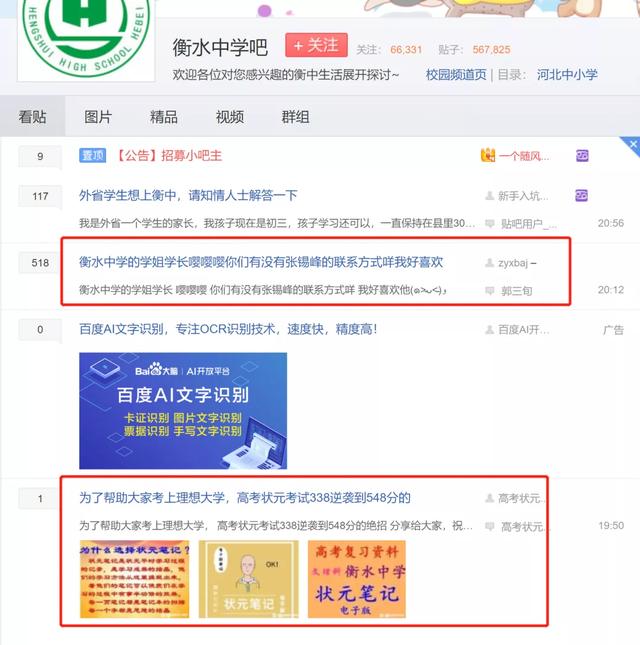 HENGSHUI HIGH SCHOOL HEBEI
衡水中学吧
+ 关注
关注: 66,331 贴子: 567,825
欢迎各位对您感兴趣的衡中生活展开探讨~
校园频道页 | 目录: 河北中小学
看贴 图片 精品 视频 群组
9 置顶 【公告】招募小吧主 一个随风...
117 外省学生想上衡中,请知情人士解答一下 新手入坑...
我是外省一个学生的家长,我孩子现在是初三,孩子学习还可以,一直保持在县里30... 贴吧用户_... 20:56
518 衡水中学的学姐学长嘤嘤嘤你们有没有张锡峰的联系方式咩我好喜欢 zyxbaj
衡水中学的学姐学长 嘤嘤嘤 你们有没有张锡峰的联系方式咩 我好喜欢他 郭三旬 20:12
0 百度AI文字识别,专注OCR识别技术,速度快,精度高! 百度AI开... 广告
Bai大脑 | AI开放平台
百度AI文字识别
卡证识别 图片文字识别
票据识别 手写文字识别
1 为了帮助大家考上理想大学,高考状元考试338逆袭到548分的 高考状元...
为了帮助大家考上理想大学, 高考状元考试338逆袭到548分的绝招 分享给大家,祝... 高考状元... 19:50
为什么选择状元笔记?
OK!
状元笔记
高考复习资料
衡水中学
状元笔记
电子版